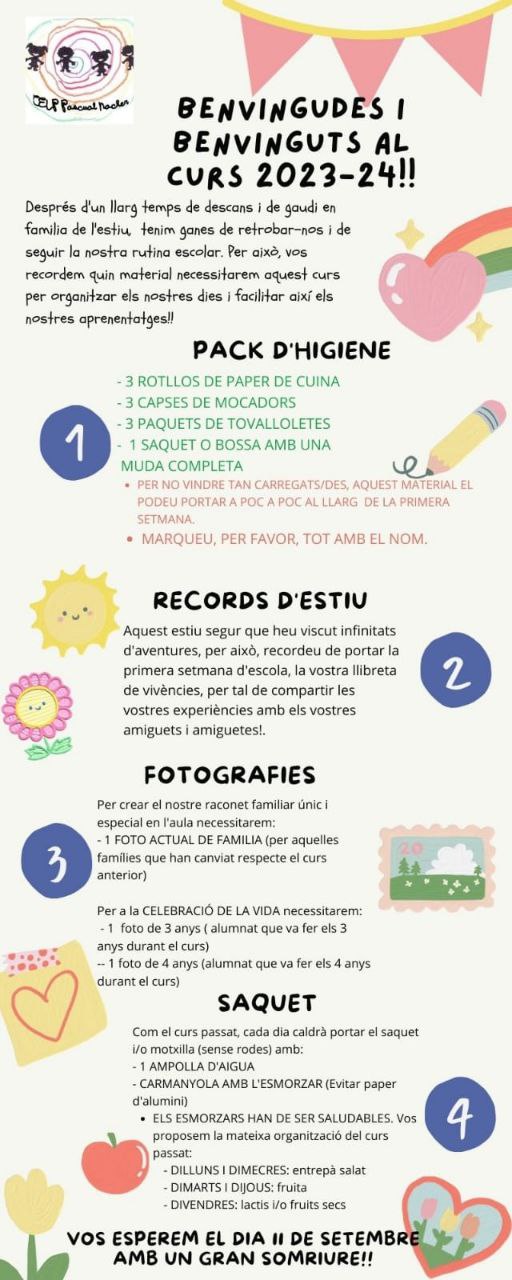 CEIP Pascual Nacher
BENVINGUDES I
BENVINGUTS AL
CURS 2023-24!!
Després d'un llarg temps de descans i de gaudi en
familia de l'estiu, tenim ganes de retrobar-nos i de
seguir la nostra rutina escolar. Per això, vos
recordem quin material necessitarem aquest curs
per organitzar els nostres dies i facilitar així els
nostres aprenentatges!!
PACK D'HIGIENE
1
- 3 ROTLLOS DE PAPER DE CUINA
- 3 CAPSES DE MOCADORS
- 3 PAQUETS DE TOVALLOLETES
- 1 SAQUET O BOSSA AMB UNA
MUDA COMPLETA
• PER NO VINDRE TAN CARREGATS/DES, AQUEST MATERIAL EL
PODEU PORTAR A POC A POC AL LLARG DE LA PRIMERA
SETMANA.
• MARQUEU, PER FAVOR, TOT AMB EL NOM.
RECORDS D'ESTIU
2
Aquest estiu segur que heu viscut infinitats
d'aventures, per això, recordeu de portar la
primera setmana d'escola, la vostra llibreta
de vivències, per tal de compartir les
vostres experiències amb els vostres
amiguets i amiguetes!.
FOTOGRAFIES
3
Per crear el nostre raconet familiar únic i
especial en l'aula necessitarem:
- 1 FOTO ACTUAL DE FAMILIA (per aquelles
famílies que han canviat respecte el curs
anterior)
20
Per a la CELEBRACIÓ DE LA VIDA necessitarem:
- 1 foto de 3 anys ( alumnat que va fer els 3
anys durant el curs)
-- 1 foto de 4 anys (alumnat que va fer els 4 anys
durant el curs)
SAQUET
4
Com el curs passat, cada dia caldrà portar el saquet
i/o motxilla (sense rodes) amb:
- 1 AMPOLLA D'AIGUA
- CARMANYOLA AMB L'ESMORZAR (Evitar paper
d'alumini)
• ELS ESMORZARS HAN DE SER SALUDABLES. Vos
proposem la mateixa organització del curs
passat:
- DILLUNS I DIMECRES: entrepà salat
- DIMARTS I DIJOUS: fruita
- DIVENDRES: lactis i/o fruits secs
VOS ESPEREM EL DIA 11 DE SETEMBRE
AMB UN GRAN SOMRIURE!!